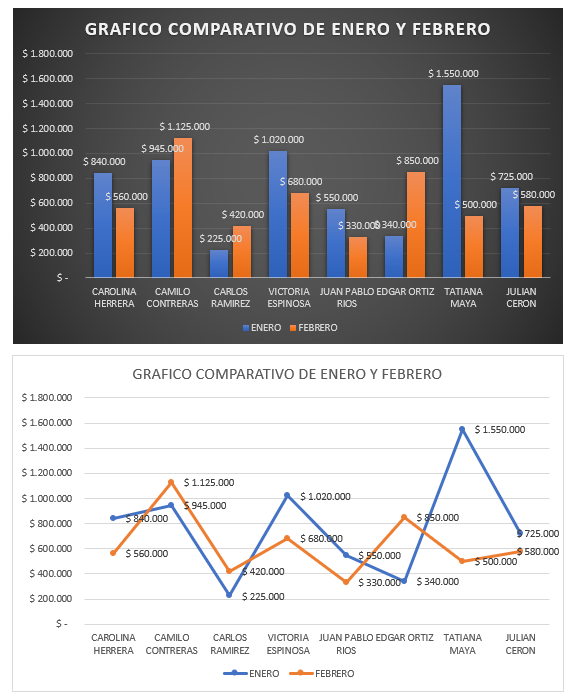 GRAFICO COMPARATIVO DE ENERO Y FEBRERO
$ 1.800.000
$ 1.600.000
$ 1.400.000
$ 1.200.000
$ 1.000.000
$ 800.000
$ 600.000
$ 400.000
$ 200.000
$ -
$ 840.000
$ 560.000
$ 945.000
$ 1.125.000
$ 225.000
$ 420.000
$ 1.020.000
$ 680.000
$ 550.000
$ 330.000
$ 340.000
$ 850.000
$ 1.550.000
$ 500.000
$ 725.000
$ 580.000
CAROLINA
HERRERA
CAMILO
CONTRERAS
CARLOS
RAMIREZ
VICTORIA
ESPINOSA
JUAN PABLO
RIOS
EDGAR ORTIZ
TATIANA
MAYA
JULIAN
CERON
ENERO
FEBRERO
GRAFICO COMPARATIVO DE ENERO Y FEBRERO
$ 1.800.000
$ 1.600.000
$ 1.400.000
$ 1.200.000
$ 1.000.000
$ 800.000
$ 600.000
$ 400.000
$ 200.000
$ -
$ 840.000
$ 560.000
$ 1.125.000
$ 945.000
$ 420.000
$ 225.000
$ 1.020.000
$ 680.000
$ 550.000
$ 330.000
$ 850.000
$ 340.000
$ 1.550.000
$ 500.000
$ 725.000
$ 580.000
CAROLINA
HERRERA
CAMILO
CONTRERAS
CARLOS
RAMIREZ
VICTORIA
ESPINOSA
JUAN PABLO
RIOS
EDGAR ORTIZ
TATIANA
MAYA
JULIAN
CERON
ENERO
FEBRERO